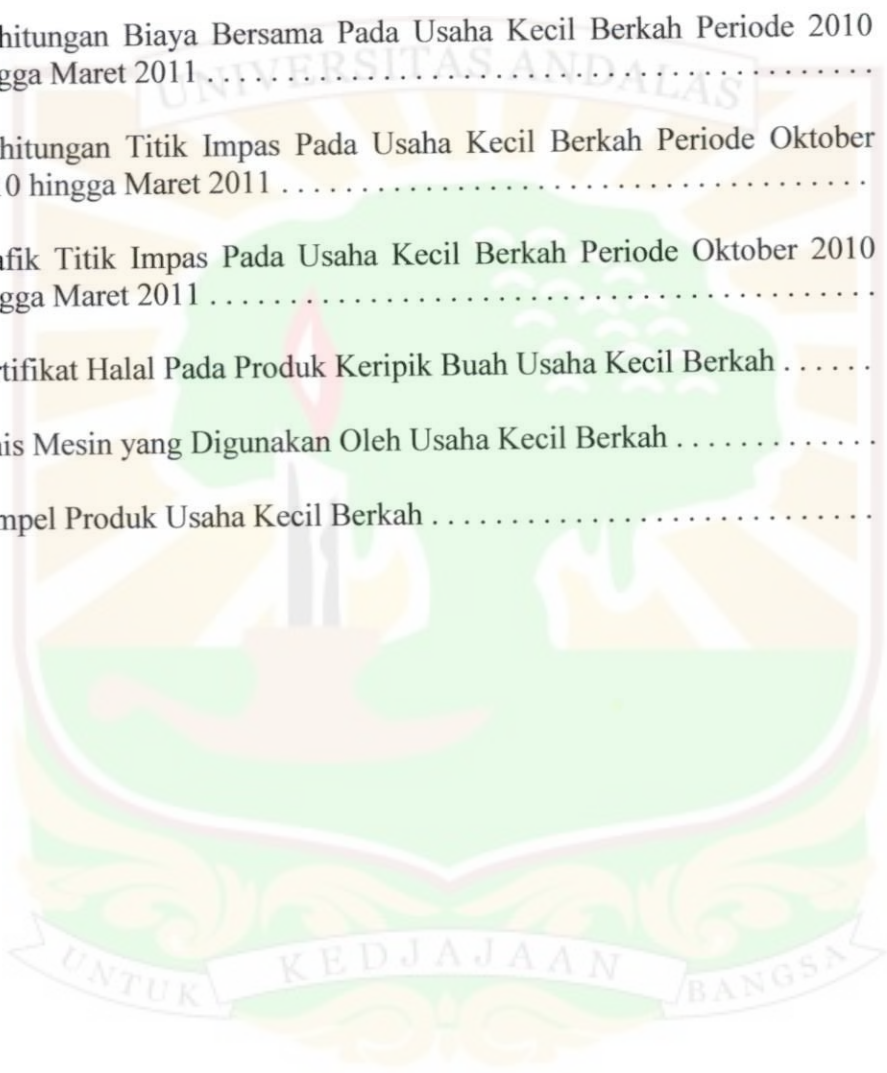 hitungan Biaya Bersama Pada Usaha Kecil Berkah Periode 2010
gga Maret 2011 . . . . . . . . . . . . . . . . . . . . . . . . . . . . . . . . . . . . . . . . . .
UNIVERSITAS ANDALAS
hitungan Titik Impas Pada Usaha Kecil Berkah Periode Oktober
0 hingga Maret 2011 . . . . . . . . . . . . . . . . . . . . . . . . . . . . . . . . . . . . .
afik Titik Impas Pada Usaha Kecil Berkah Periode Oktober 2010
gga Maret 2011 . . . . . . . . . . . . . . . . . . . . . . . . . . . . . . . . . . . . . . . . . .
tifikat Halal Pada Produk Keripik Buah Usaha Kecil Berkah . . . . . .
is Mesin yang Digunakan Oleh Usaha Kecil Berkah . . . . . . . . . . . . .
mpel Produk Usaha Kecil Berkah . . . . . . . . . . . . . . . . . . . . . . . . . . . .
UNTUK KEDJAJAAN BANGSA